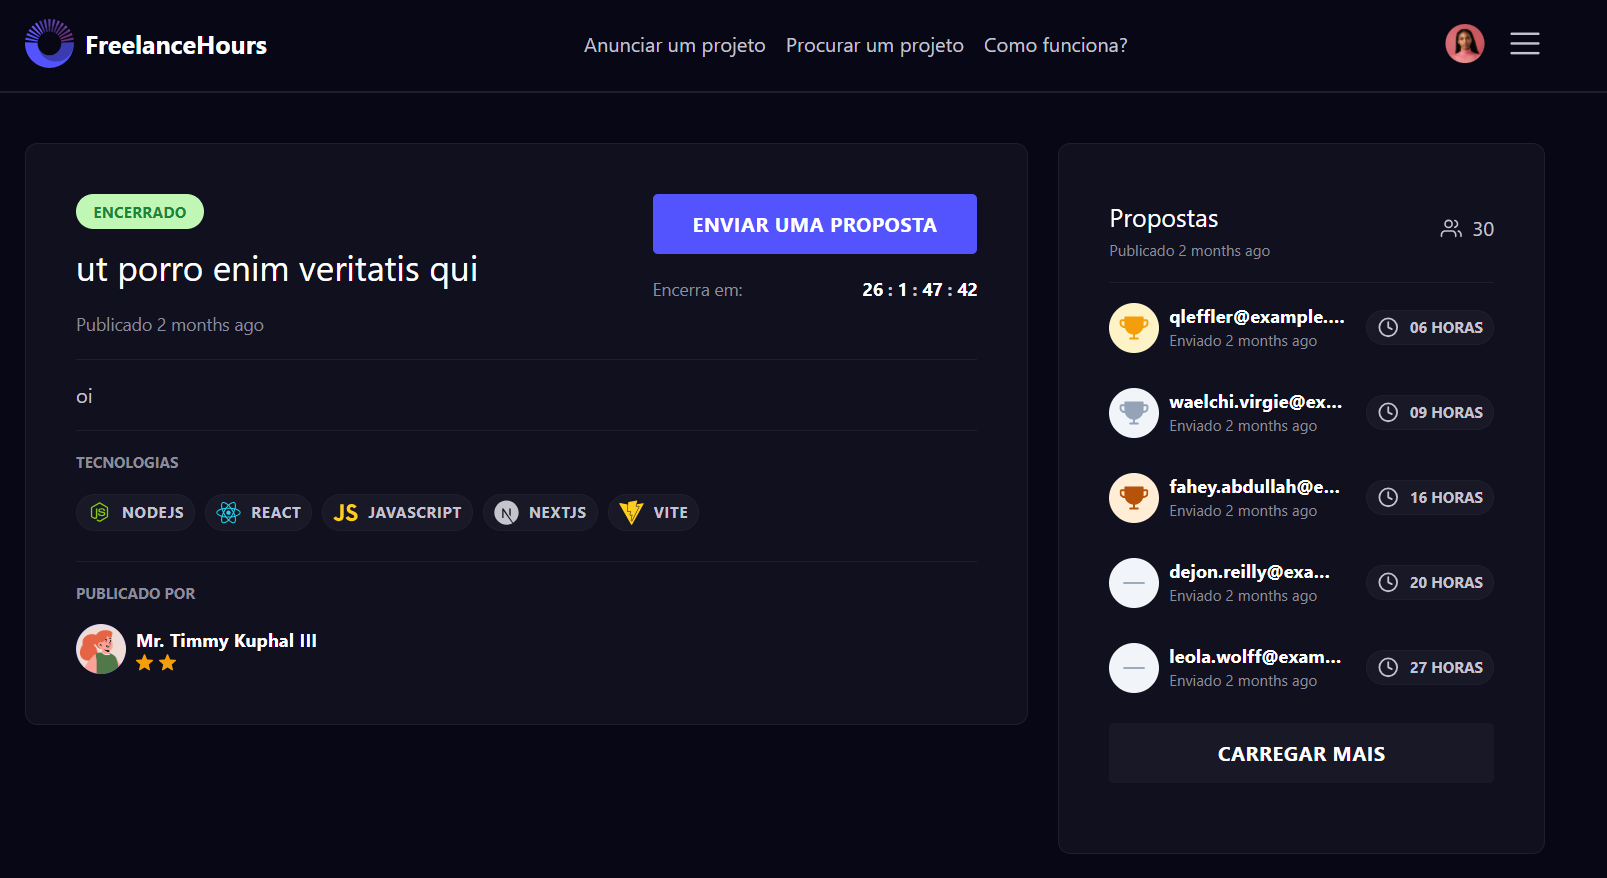 FreelanceHours
Anunciar um projeto
Procurar um projeto
Como funciona?
ENCERRADO
ut porro enim veritatis qui
Publicado 2 months ago
ENVIAR UMA PROPOSTA
Encerra em:
26 : 1 : 47 : 42
oi
TECNOLOGIAS
JS NODEJS
REACT
JS JAVASCRIPT
N NEXTJS
VITE
PUBLICADO POR
Mr. Timmy Kuphal III
Propostas
30
Publicado 2 months ago
qleffler@example....
Enviado 2 months ago
06 HORAS
waelchi.virgie@ex...
Enviado 2 months ago
09 HORAS
fahey.abdullah@e...
Enviado 2 months ago
16 HORAS
dejon.reilly@exa...
Enviado 2 months ago
20 HORAS
leola.wolff@exam...
Enviado 2 months ago
27 HORAS
CARREGAR MAIS